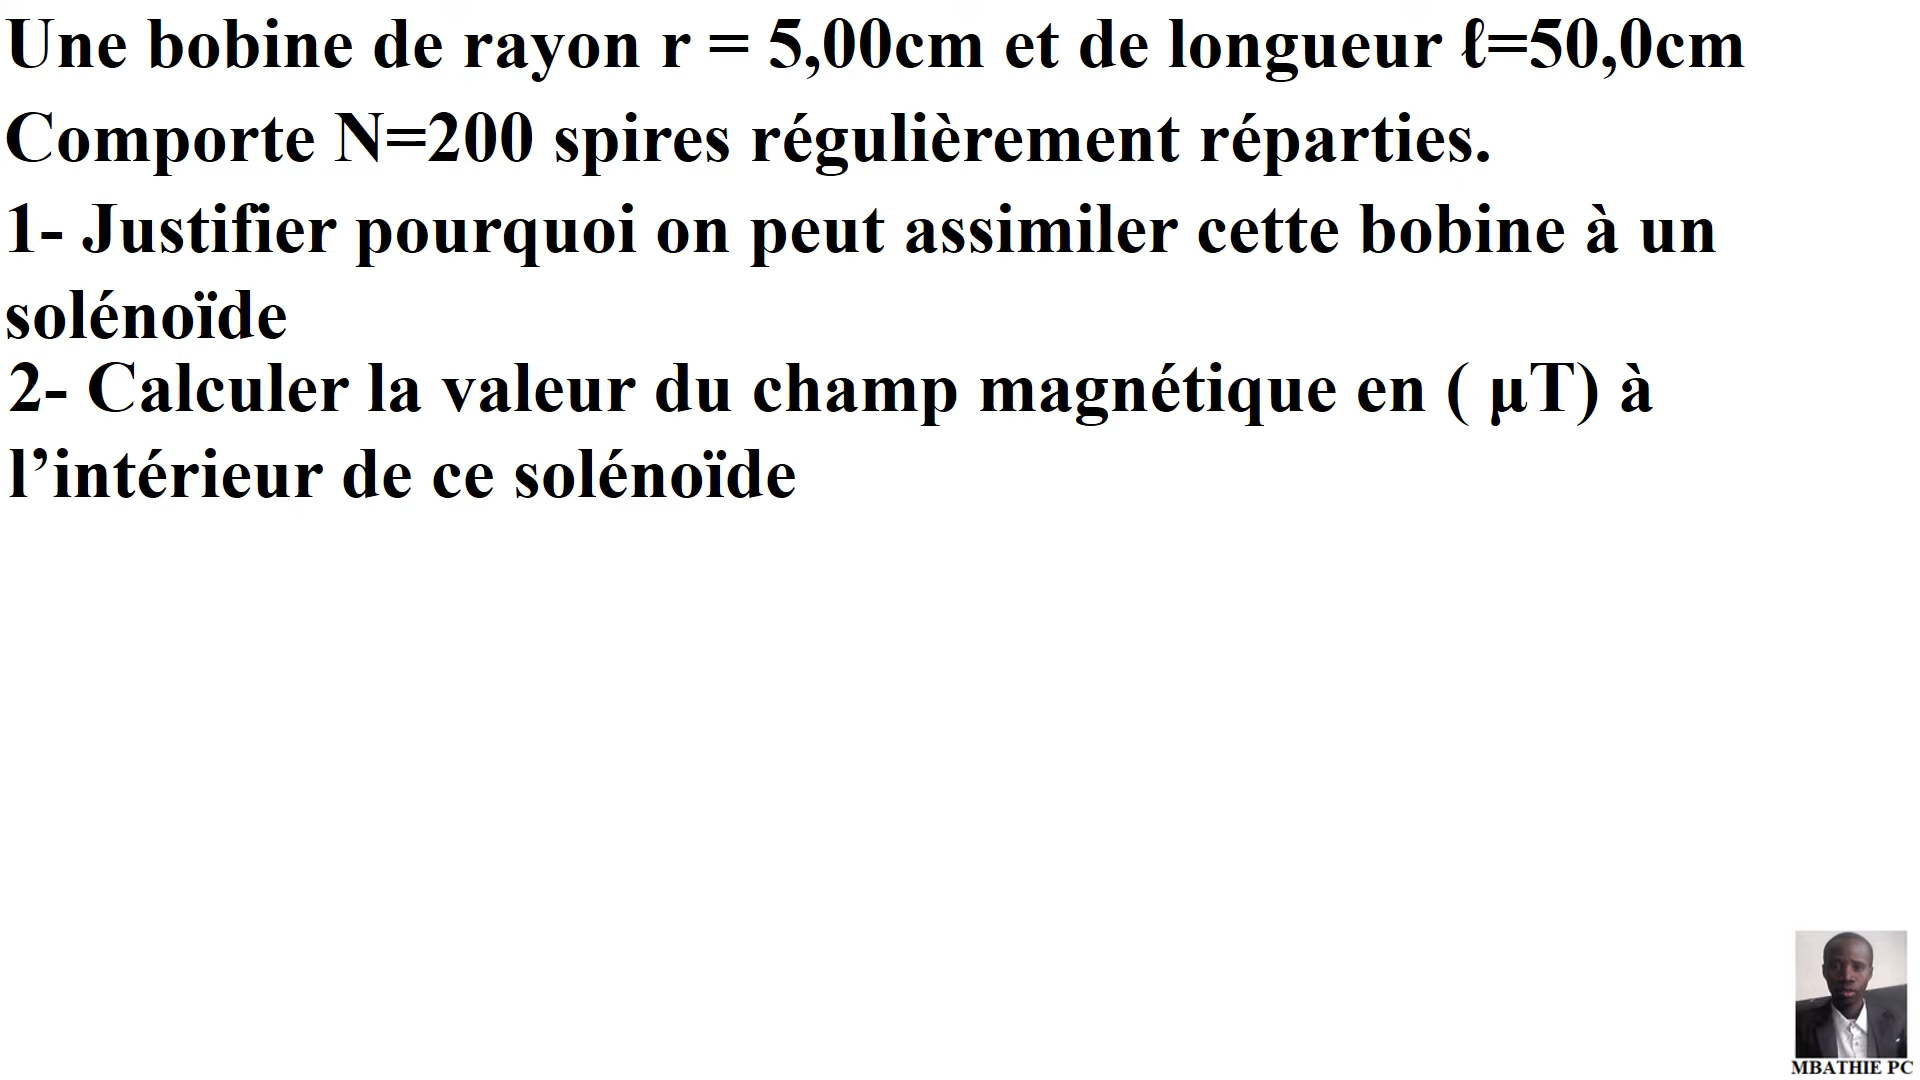 Une bobine de rayon r = 5,00cm et de longueur ℓ=50,0cm
Comporte N=200 spires régulièrement réparties.
1- Justifier pourquoi on peut assimiler cette bobine à un
solénoïde
2- Calculer la valeur du champ magnétique en ( µT) à
l’intérieur de ce solénoïde
MBATHIE PC